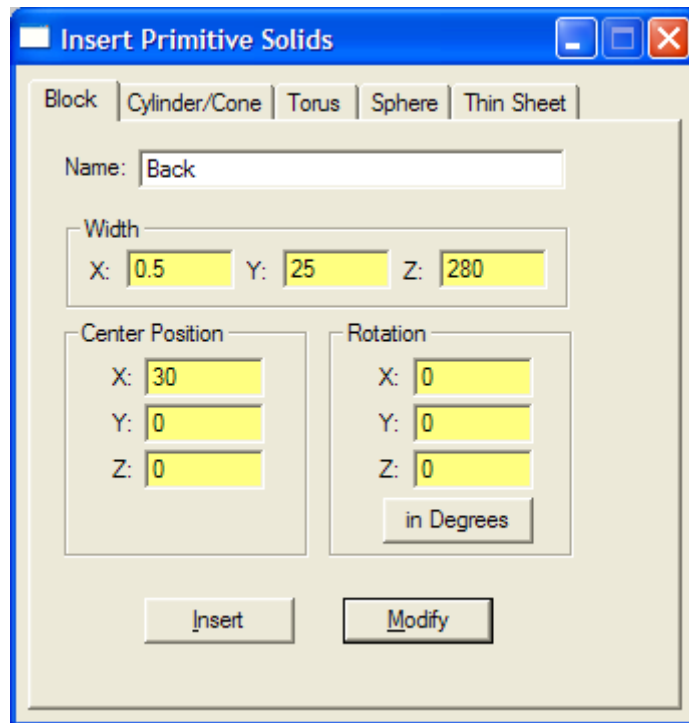 Insert Primitive Solids
Block Cylinder/Cone Torus Sphere Thin Sheet
Name: Back
Width
X: 0.5 Y: 25 Z: 280
Center Position
X: 30
Y: 0
Z: 0
Rotation
X: 0
Y: 0
Z: 0
in Degrees
Insert Modify